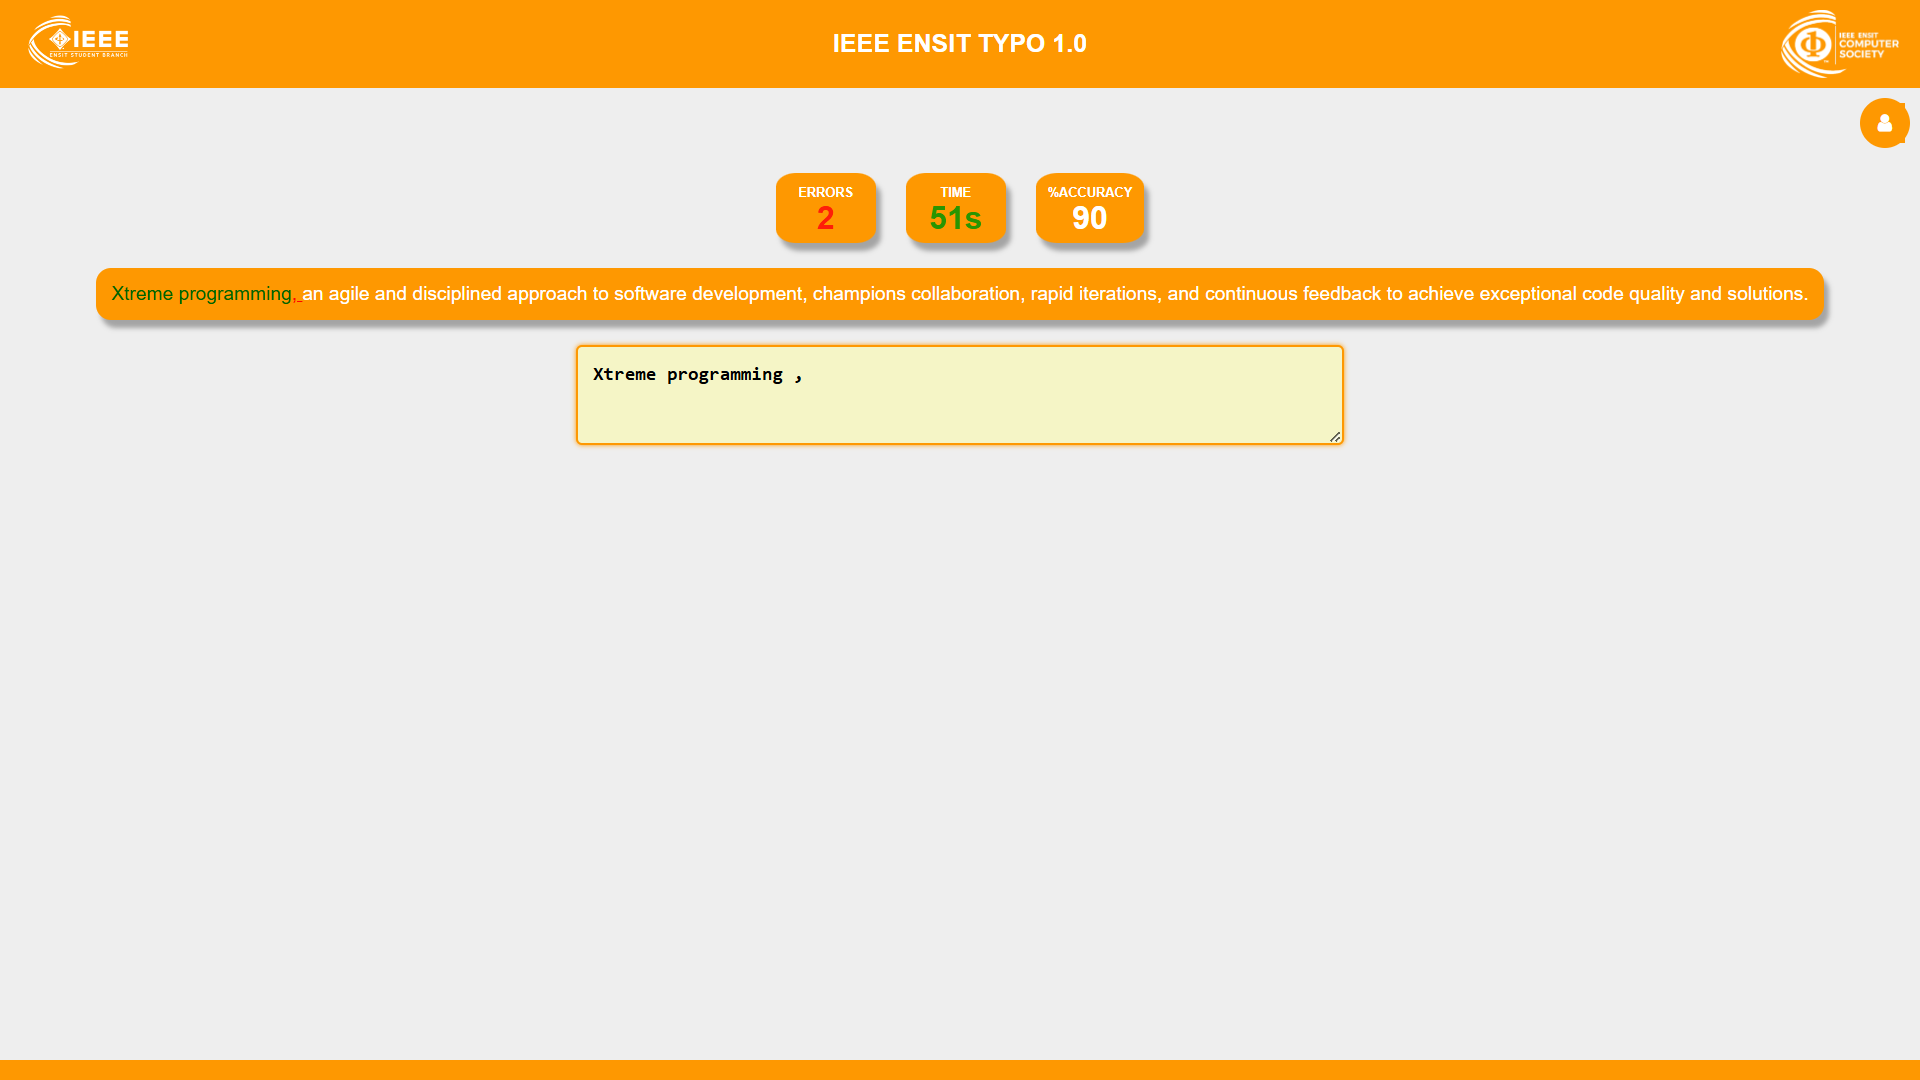 IEEE
ENSIT STUDENT BRANCH
IEEE ENSIT TYPO 1.0
IEEE ENSIT
COMPUTER
SOCIETY
ERRORS
2
TIME
51s
%ACCURACY
90
Xtreme programming, an agile and disciplined approach to software development, champions collaboration, rapid iterations, and continuous feedback to achieve exceptional code quality and solutions.
Xtreme programming ,